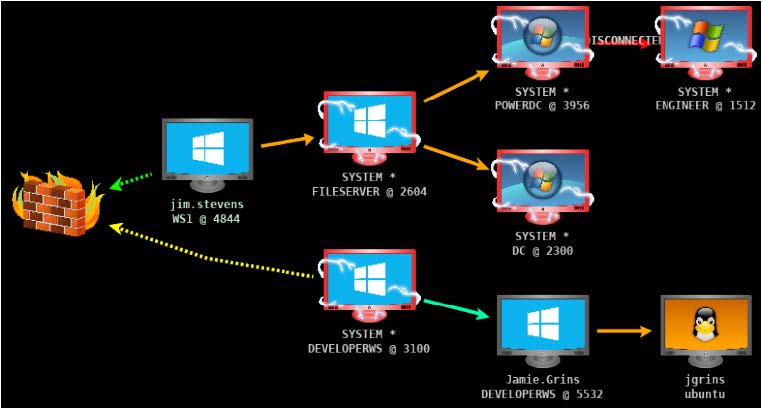 DISCONNECTED
SYSTEM *
POWERDC @ 3956
SYSTEM *
ENGINEER @ 1512
jim.stevens
WS1 @ 4844
SYSTEM *
FILESERVER @ 2604
SYSTEM *
DC @ 2300
SYSTEM *
DEVELOPERWS @ 3100
Jamie.Grins
DEVELOPERWS @ 5532
jgrins
ubuntu